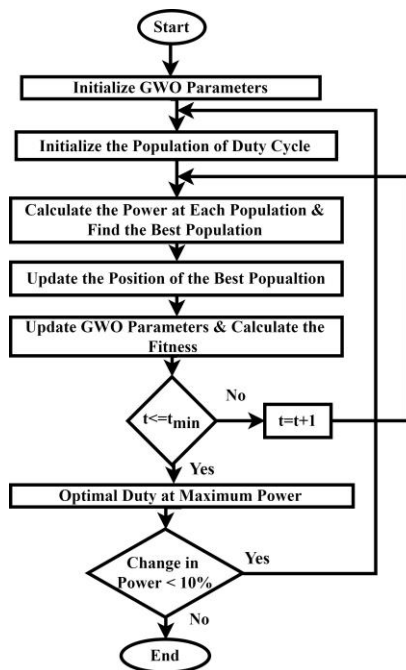 Start
Initialize GWO Parameters
Initialize the Population of Duty Cycle
Calculate the Power at Each Population &
Find the Best Population
Update the Position of the Best Popualtion
Update GWO Parameters & Calculate the
Fitness
t<=tmin
No
t=t+1
Yes
Optimal Duty at Maximum Power
Change in
Power < 10%
Yes
No
End